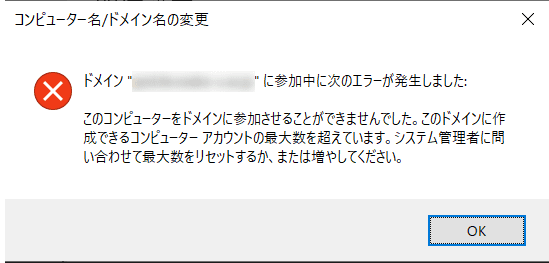 コンピューター名/ドメイン名の変更
ドメイン "" に参加中に次のエラーが発生しました:
このコンピューターをドメインに参加させることができませんでした。このドメインに作
成できるコンピューター アカウントの最大数を超えています。システム管理者に問
い合わせて最大数をリセットするか、または増やしてください。
OK